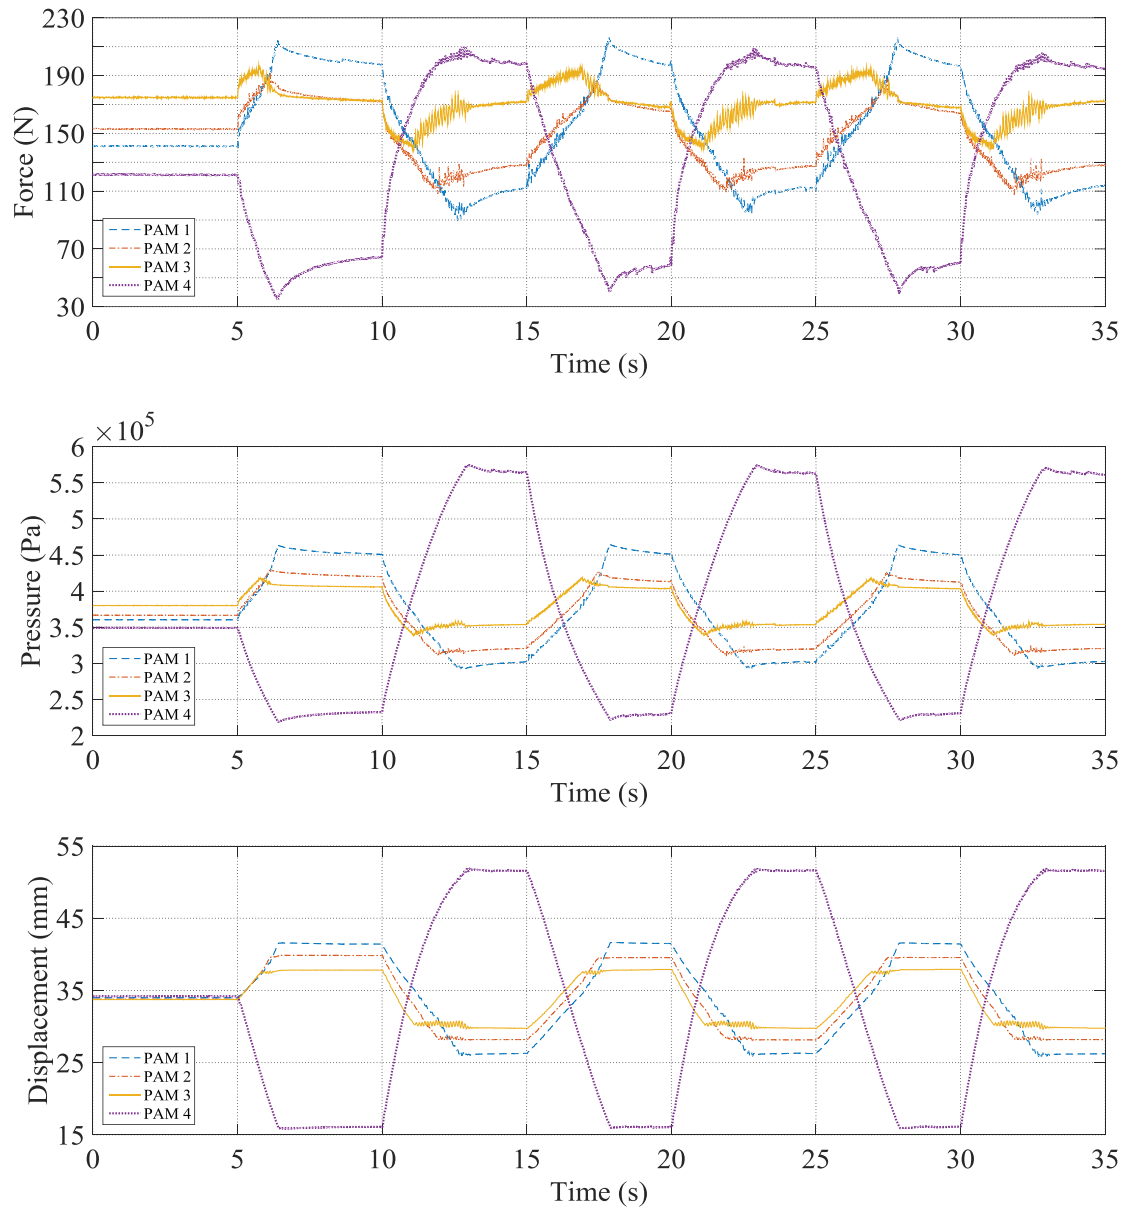 230
190
150
110
70
30
Force (N)
PAM 1
PAM 2
PAM 3
PAM 4
0 5 10 15 20 25 30 35
Time (s)
×10^5
6
5.5
5
4.5
4
3.5
3
2.5
2
Pressure (Pa)
PAM 1
PAM 2
PAM 3
PAM 4
0 5 10 15 20 25 30 35
Time (s)
55
45
35
25
15
Displacement (mm)
PAM 1
PAM 2
PAM 3
PAM 4
0 5 10 15 20 25 30 35
Time (s)